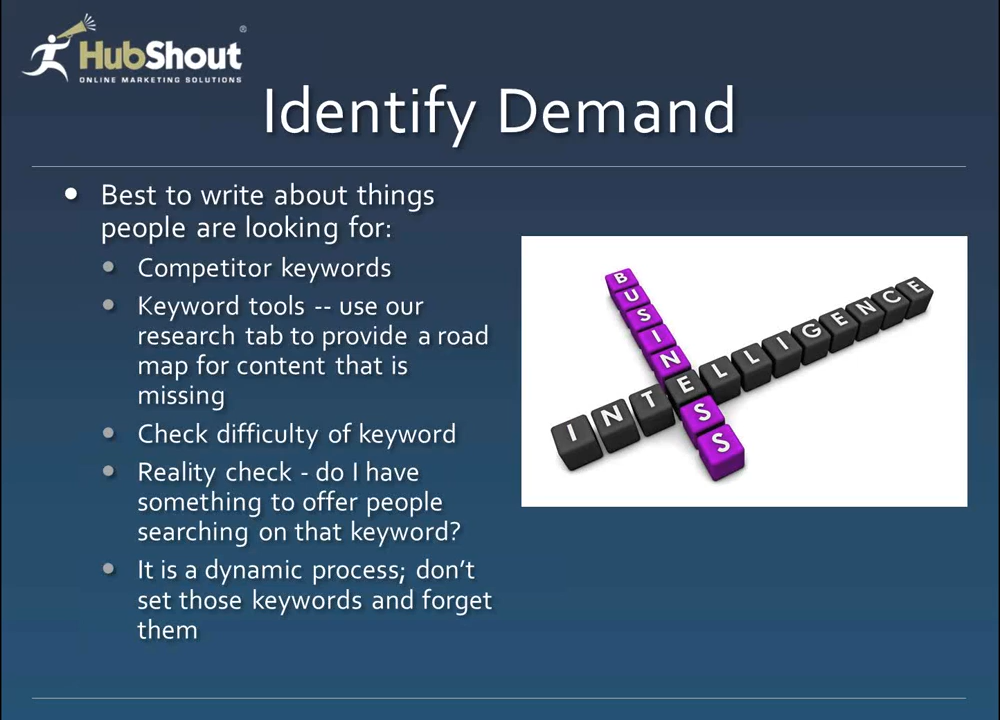 HubShout®
ONLINE MARKETING SOLUTIONS
Identify Demand
Best to write about things
people are looking for:
Competitor keywords
Keyword tools -- use our
research tab to provide a road
map for content that is
missing
Check difficulty of keyword
Reality check - do I have
something to offer people
searching on that keyword?
It is a dynamic process; don't
set those keywords and forget
them
BUSINESS
INTELLIGENCE